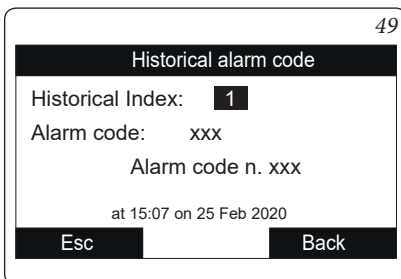 49
Historical alarm code
Historical Index: 1
Alarm code: xxx
Alarm code n. xxx
at 15:07 on 25 Feb 2020
Esc Back